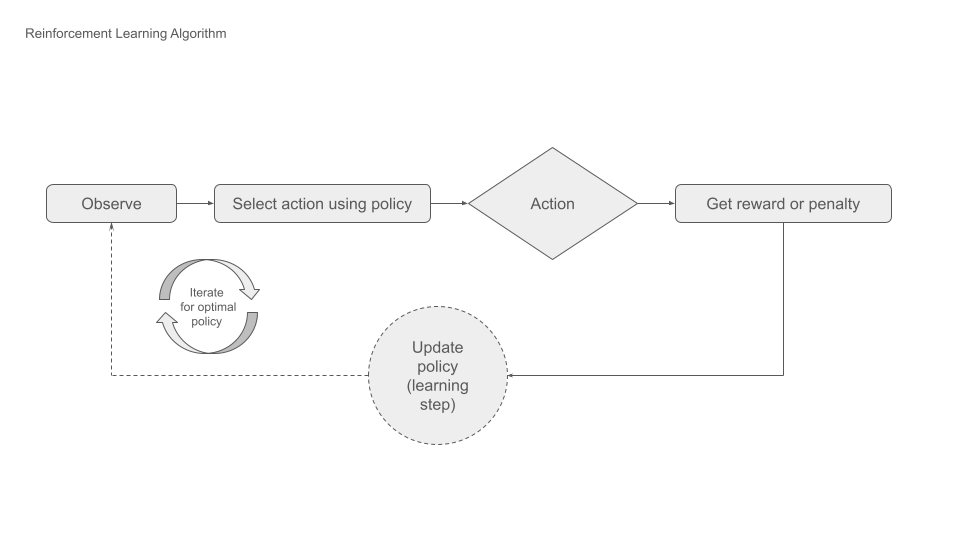 Reinforcement Learning Algorithm
Observe
Select action using policy
Action
Get reward or penalty
Iterate
for optimal
policy
Update
policy
(learning
step)